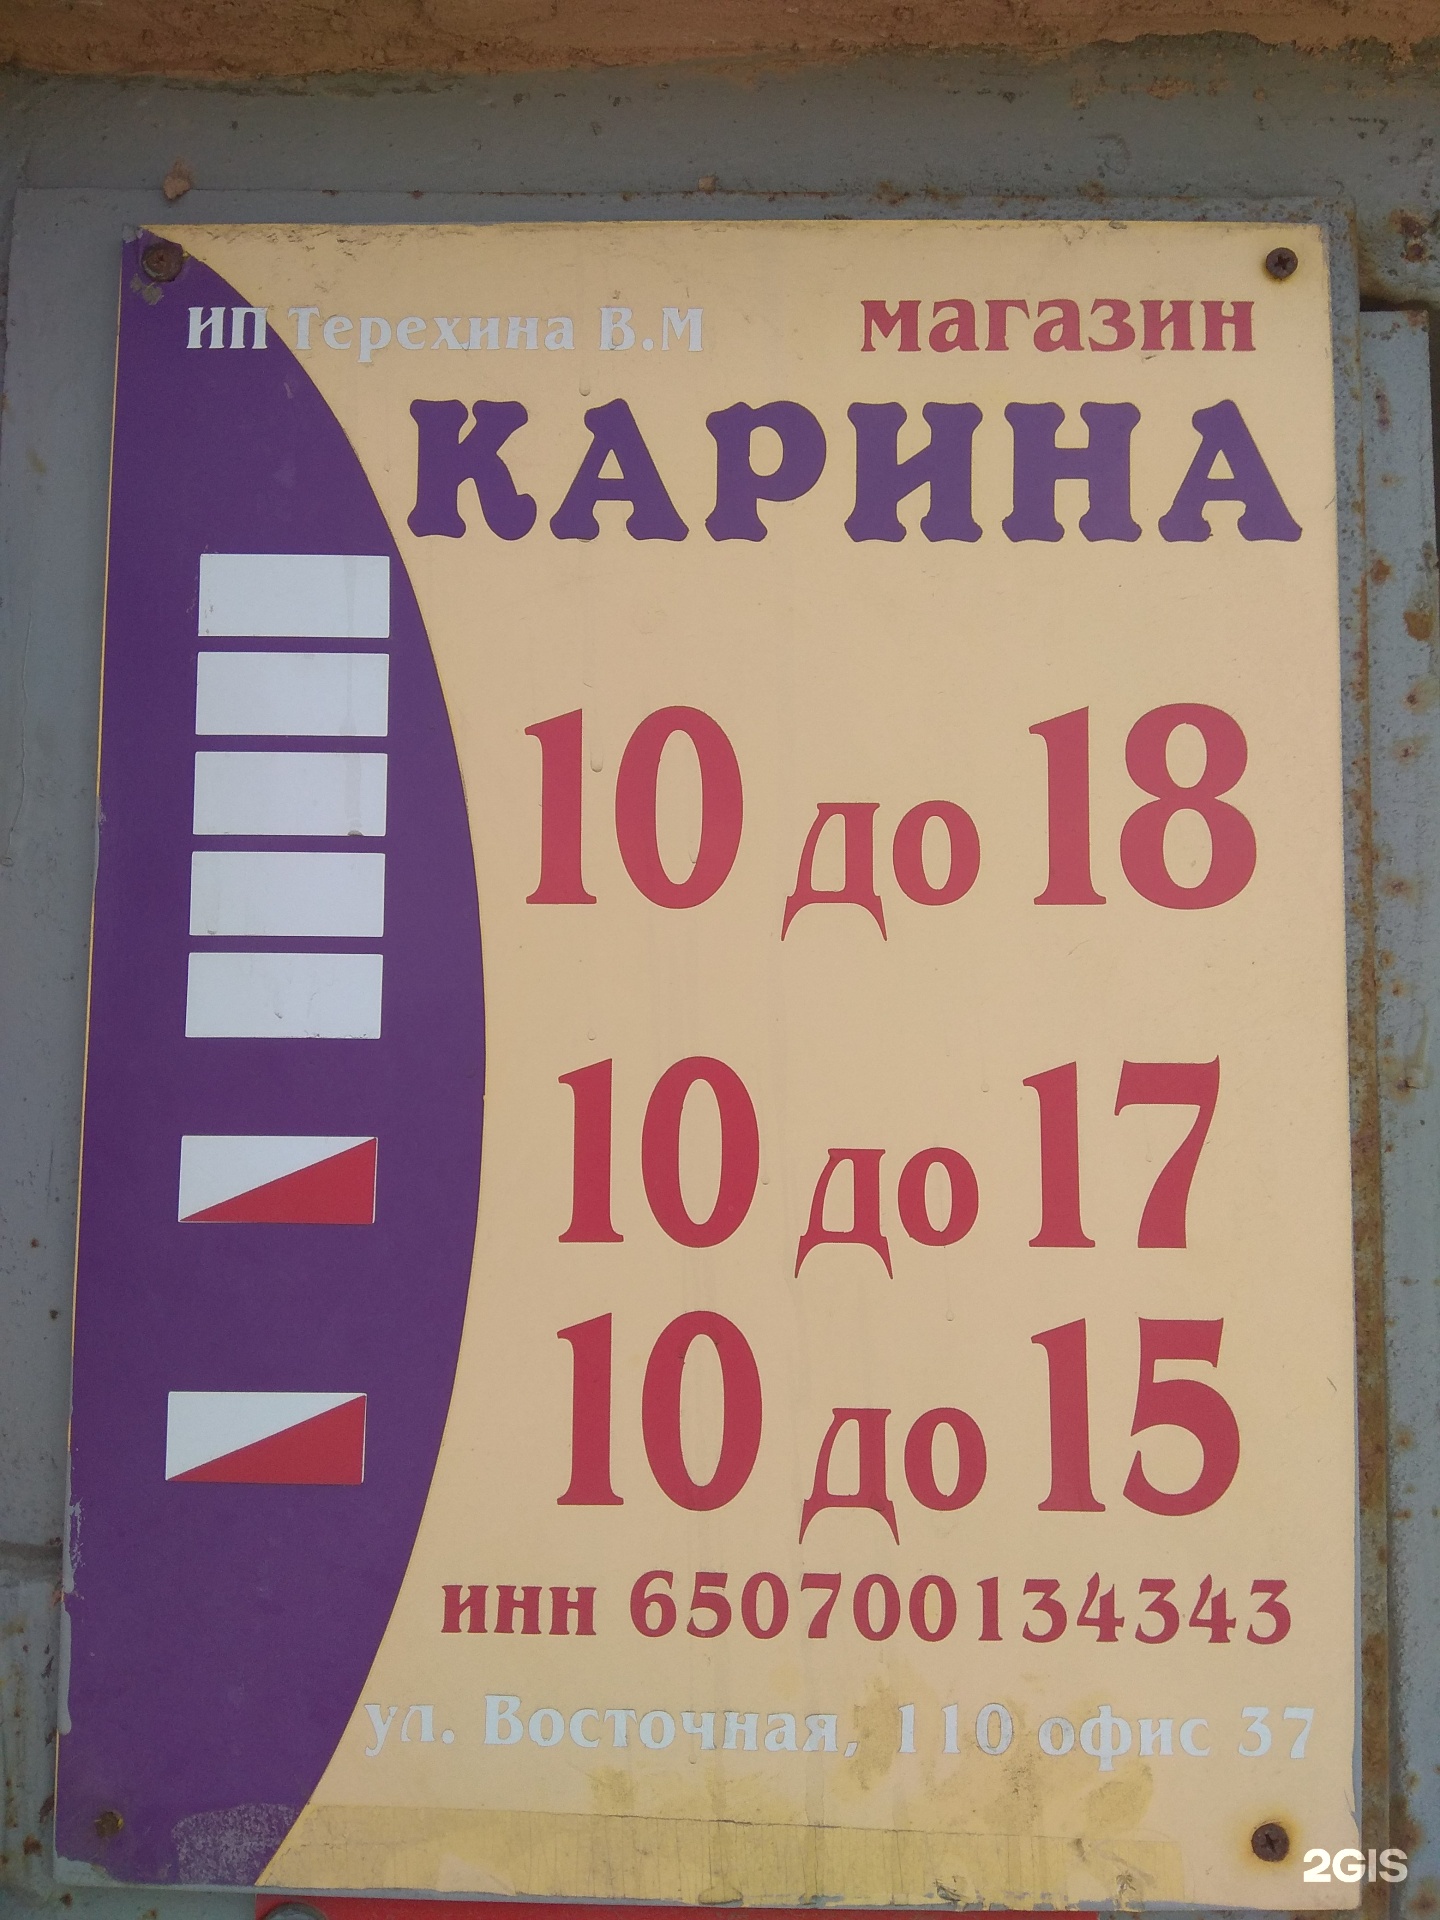 ИП Терехина В.М
магазин
КАРИНА
10 до 18
10 до 17
10 до 15
инн 650700134343
ул. Восточная, 110 офис 37
2GIS